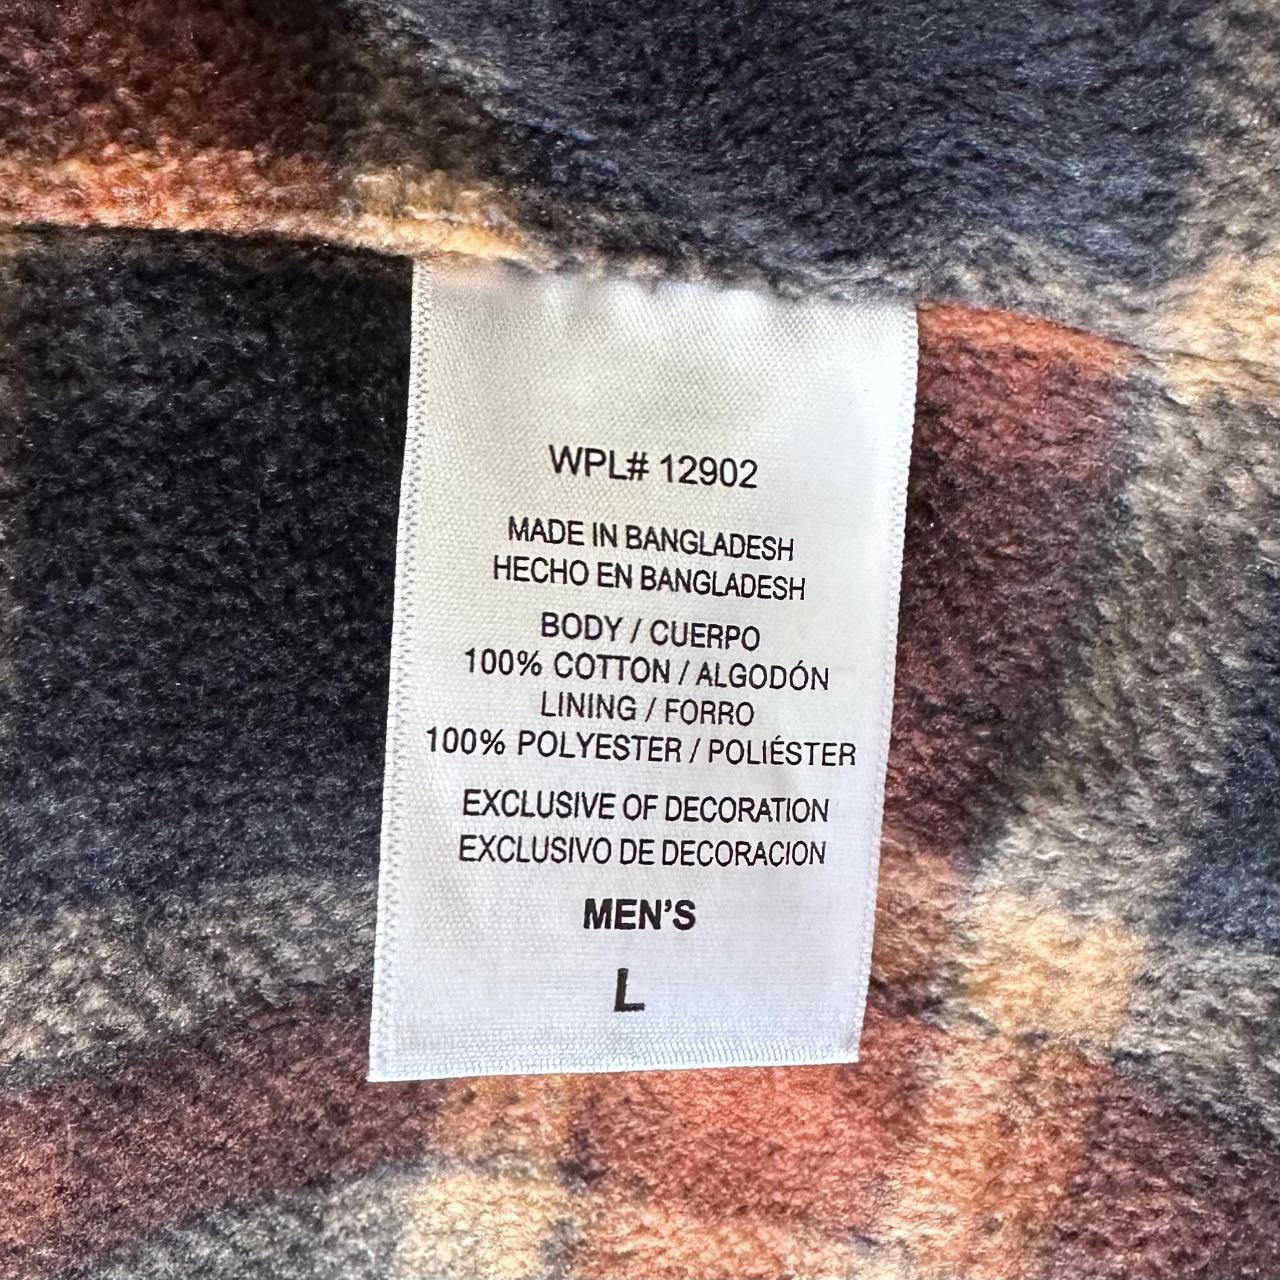 WPL# 12902
MADE IN BANGLADESH
HECHO EN BANGLADESH
BODY / CUERPO
100% COTTON / ALGODÓN
LINING / FORRO
100% POLYESTER / POLIÉSTER
EXCLUSIVE OF DECORATION
EXCLUSIVO DE DECORACION
MEN'S
L